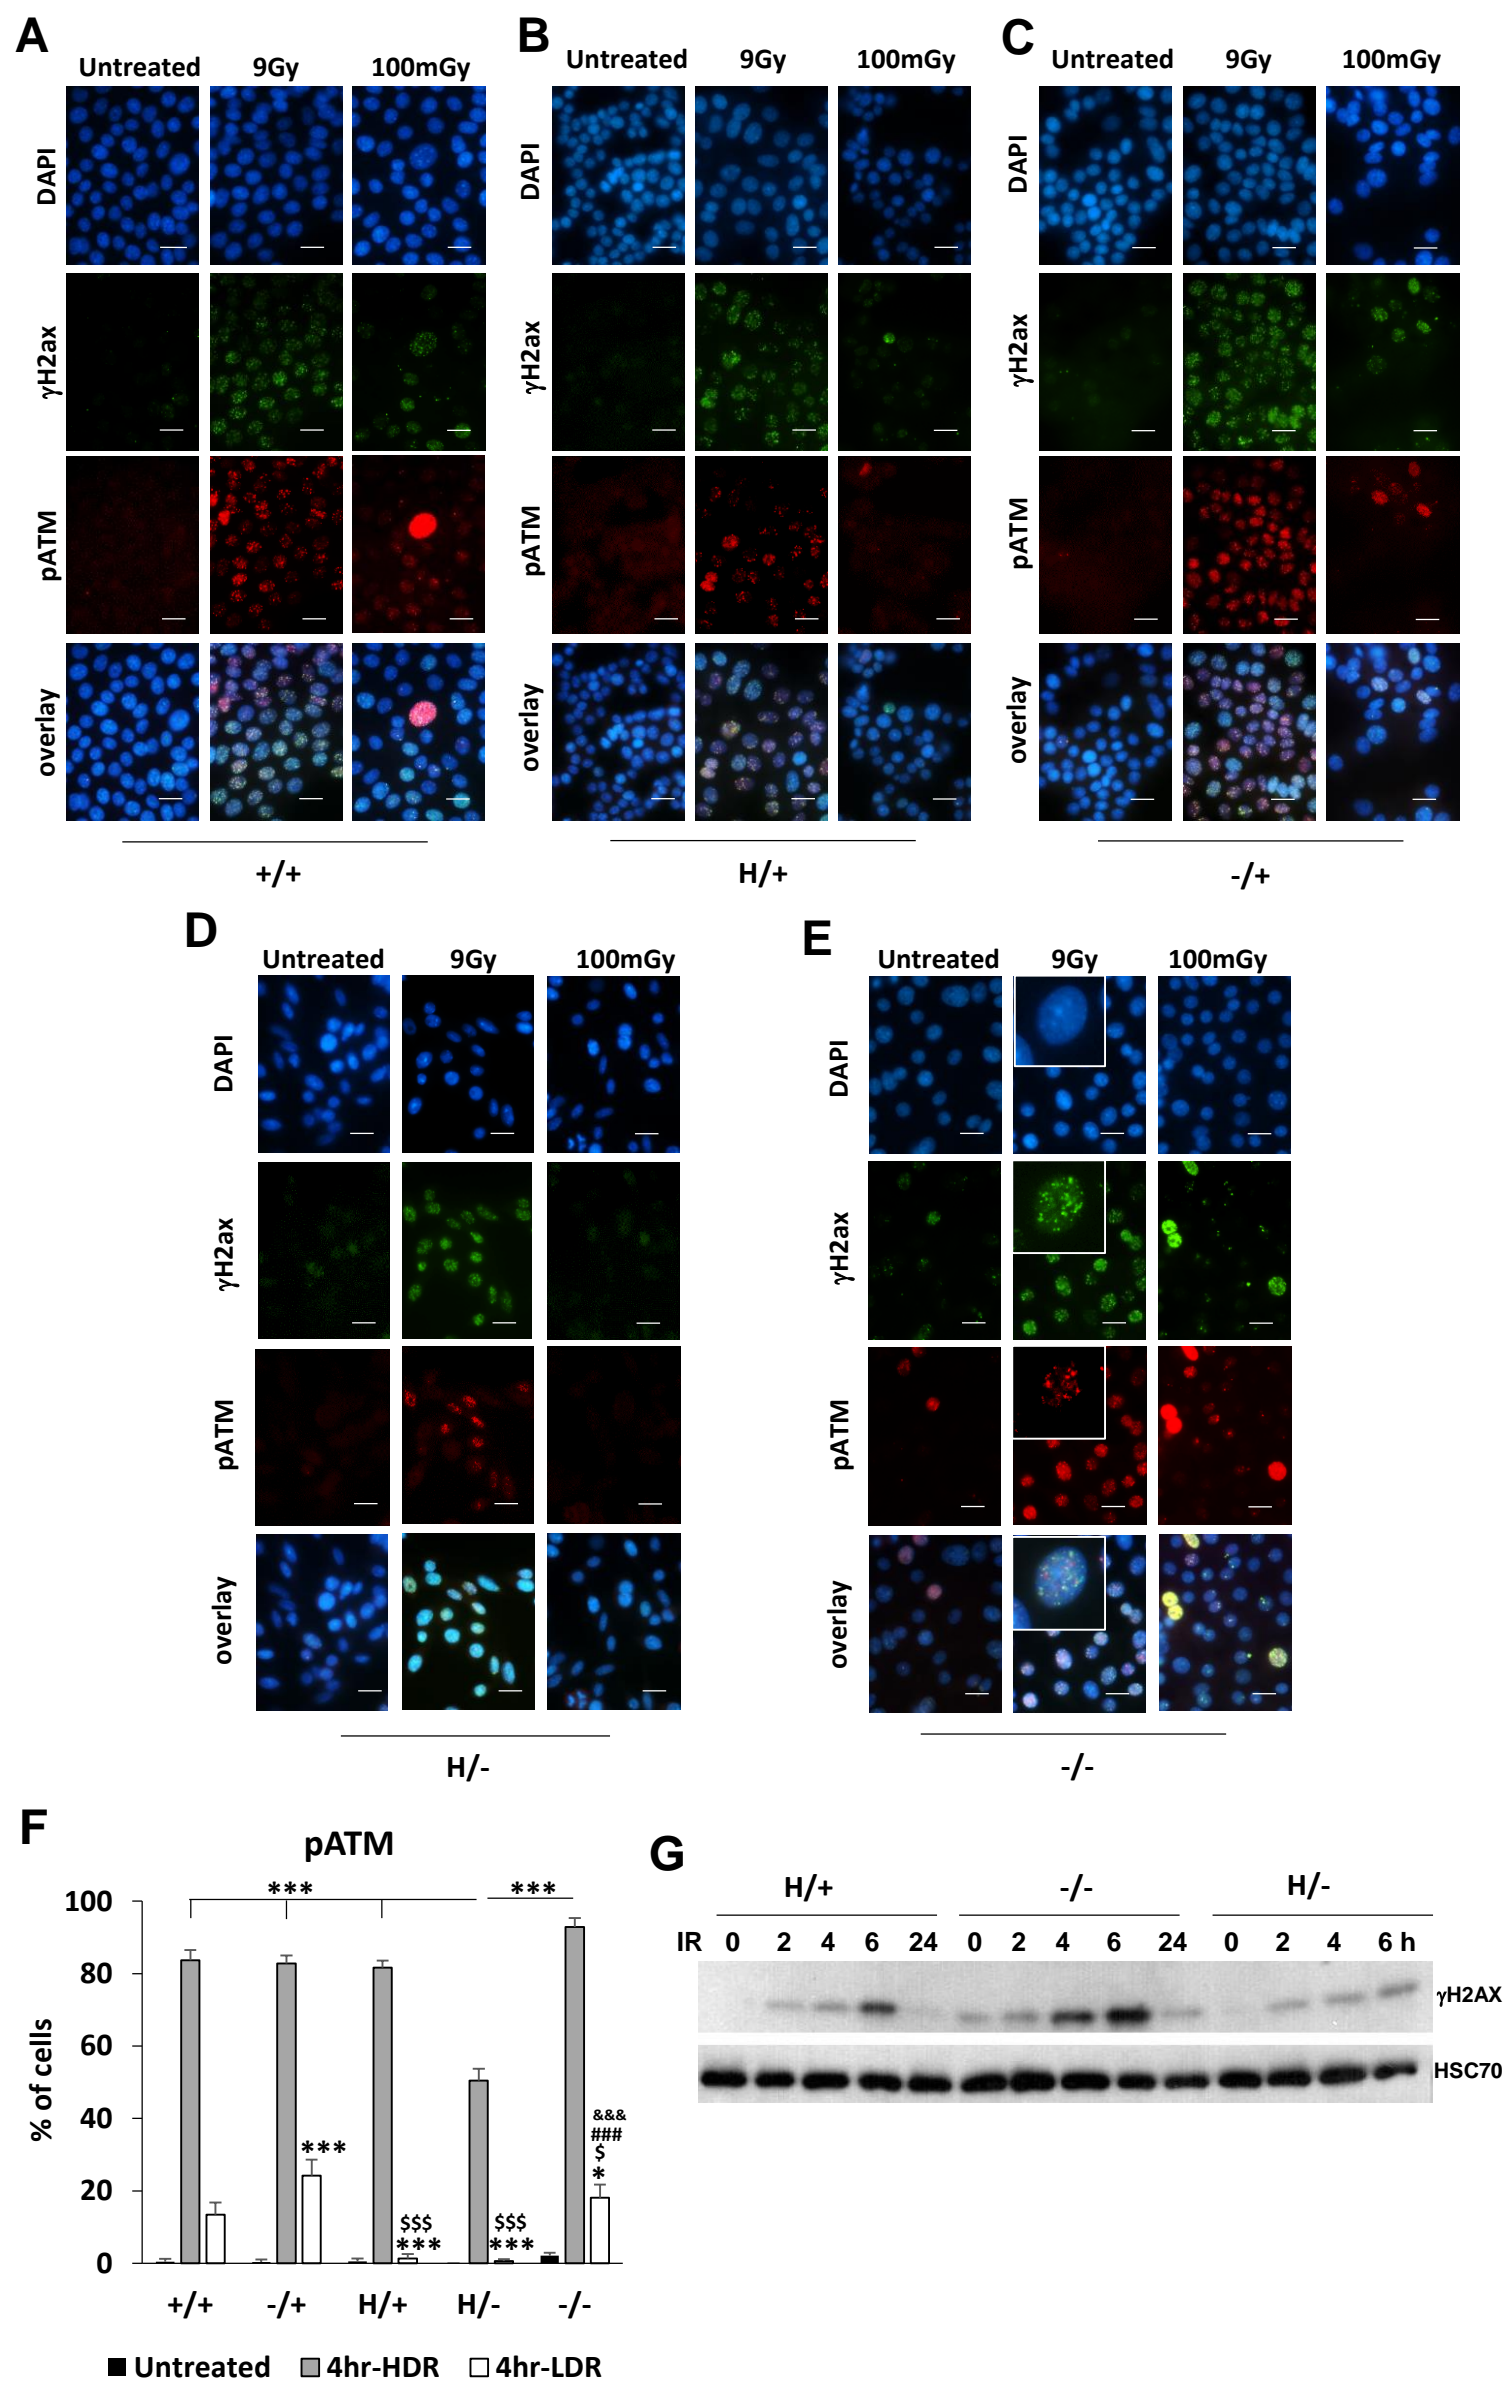 A
Untreated 9Gy 100mGy
DAPI
γH2ax
pATM
overlay
+/+
B
Untreated 9Gy 100mGy
DAPI
γH2ax
pATM
overlay
H/+
C
Untreated 9Gy 100mGy
DAPI
γH2ax
pATM
overlay
-/+
D
Untreated 9Gy 100mGy
DAPI
γH2ax
pATM
overlay
H/-
E
Untreated 9Gy 100mGy
DAPI
γH2ax
pATM
overlay
-/-
F
pATM
% of cells
100
80
60
40
20
0
*** ***
***
$$$
***
$$$
***
&&&
###
$
*
+/+ -/+ H/+ H/- -/-
Untreated 4hr-HDR 4hr-LDR
G
H/+ -/- H/-
IR 0 2 4 6 24 0 2 4 6 24 0 2 4 6 h
γH2AX
HSC70